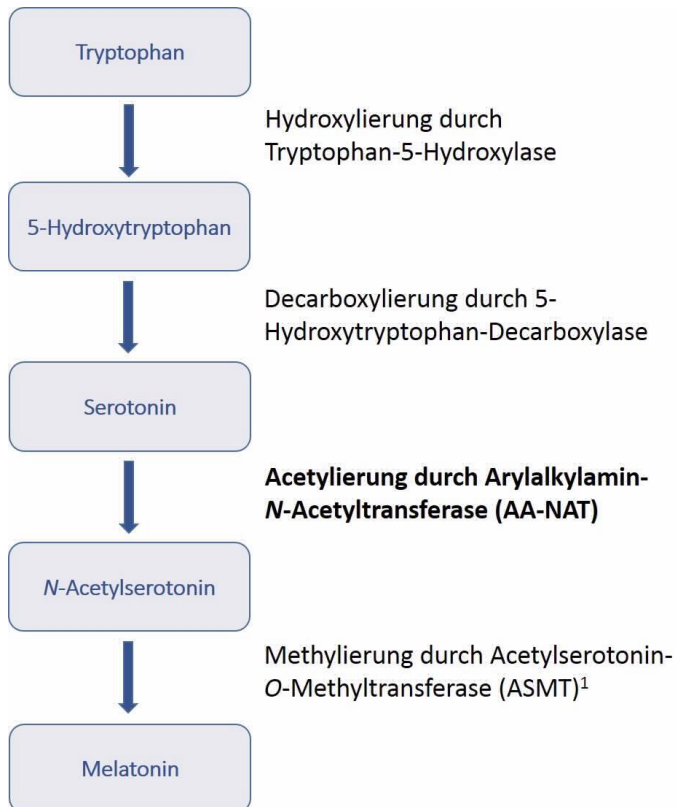 Tryptophan
Hydroxylierung durch
Tryptophan-5-Hydroxylase
5-Hydroxytryptophan
Decarboxylierung durch 5-
Hydroxytryptophan-Decarboxylase
Serotonin
Acetylierung durch Arylalkylamin-
N-Acetyltransferase (AA-NAT)
N-Acetylserotonin
Methylierung durch Acetylserotonin-
O-Methyltransferase (ASMT)¹
Melatonin